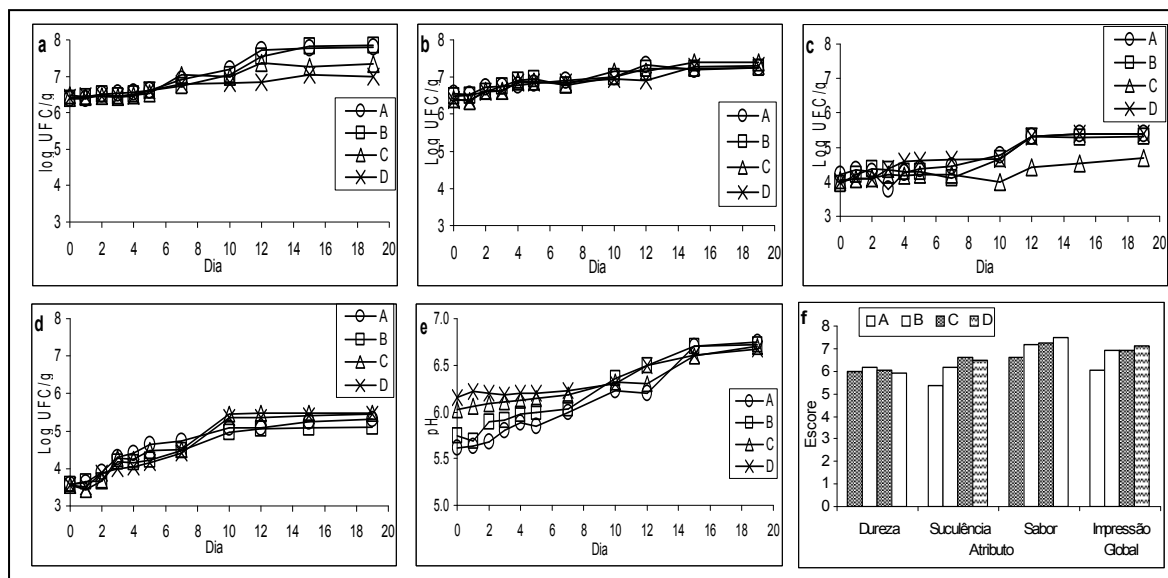 a
8
7
6
5
4
3
log UFC/g
0 2 4 6 8 10 12 14 16 18 20
Dia
A
B
C
D
b
8
7
6
5
4
3
Log UFC/g
0 2 4 6 8 10 12 14 16 18 20
Dia
A
B
C
D
c
8
7
6
5
4
3
Log UFC/g
0 2 4 6 8 10 12 14 16 18 20
Dia
A
B
C
D
d
8
7
6
5
4
3
Log UFC/g
0 2 4 6 8 10 12 14 16 18 20
Dia
A
B
C
D
e
7.0
6.5
6.0
5.5
5.0
pH
0 2 4 6 8 10 12 14 16 18 20
Dia
A
B
C
D
f
A B C D
8
7
6
5
4
3
2
1
0
Escore
Dureza Suculência Sabor Impressão
Atributo Global